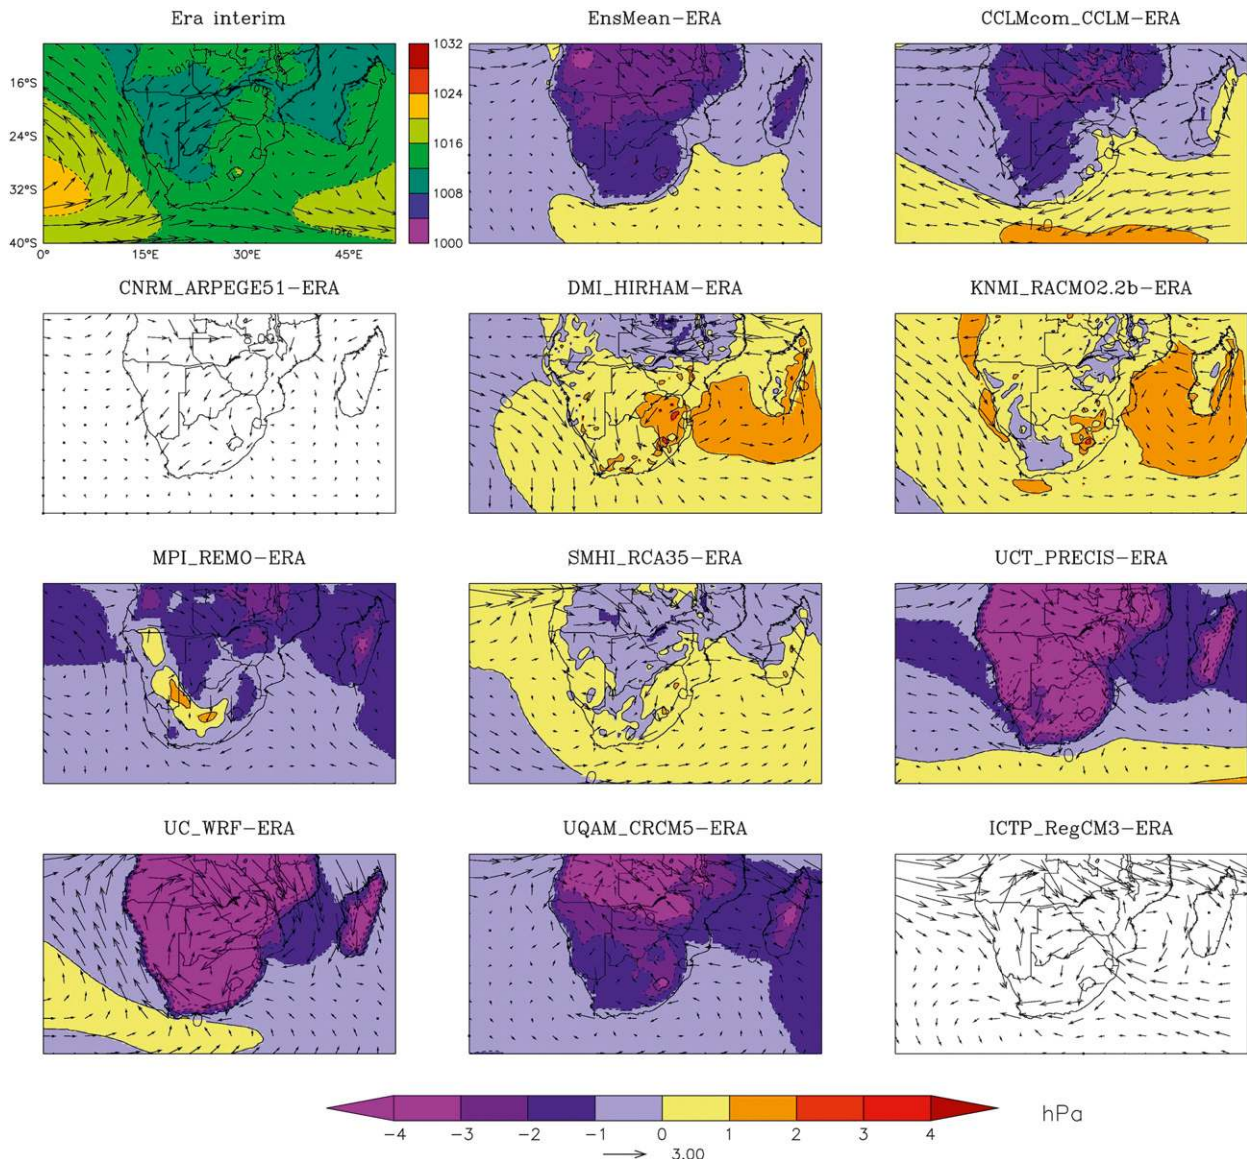 Era interim
EnsMean−ERA
CCLMcom_CCLM−ERA
16°S
24°S
32°S
40°S
0°
15°E
30°E
45°E
1032
1024
1016
1008
1000
1.0
CNRM_ARPEGE51−ERA
DMI_HIRHAM−ERA
KNMI_RACMO2.2b−ERA
MPI_REMO−ERA
SMHI_RCA35−ERA
UCT_PRECIS−ERA
UC_WRF−ERA
UQAM_CRCM5−ERA
ICTP_RegCM3−ERA
−4 −3 −2 −1 0 1 2 3 4
hPa
3.00